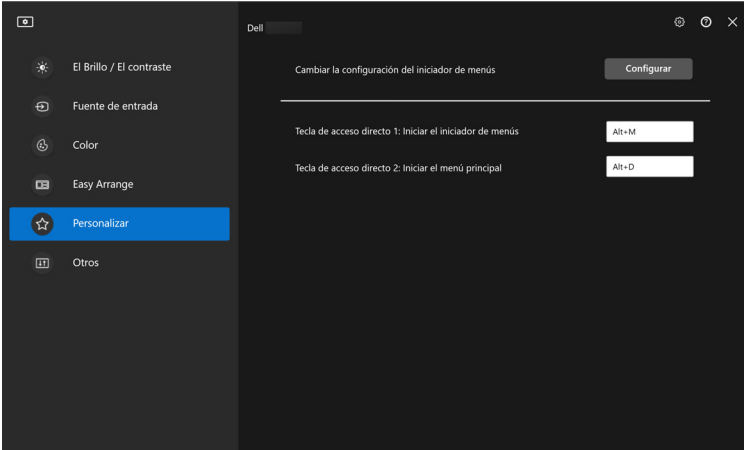 Dell
El Brillo / El contraste
Fuente de entrada
Color
Easy Arrange
Personalizar
Otros
Cambiar la configuración del iniciador de menús
Configurar
Tecla de acceso directo 1: Iniciar el iniciador de menús
Alt+M
Tecla de acceso directo 2: Iniciar el menú principal
Alt+D